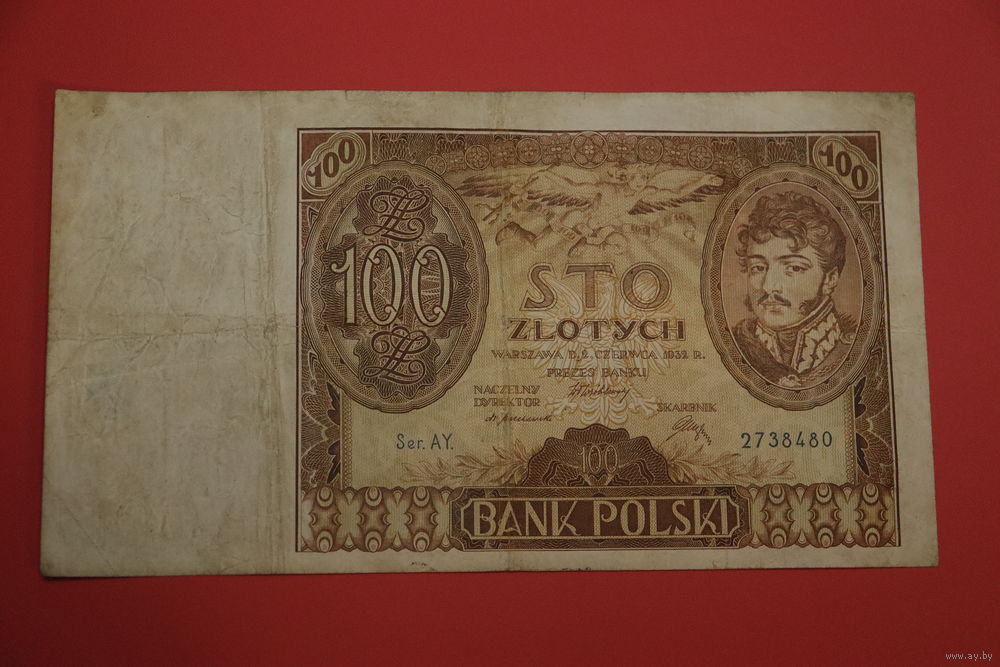 100
100
100
STO
ZŁOTYCH
WARSZAWA D. 2. CZERWCA 1932 R.
PREZES BANKU
NACZELNY
DYREKTOR
SKARBNIK
Ser. AY.
2738480
100
BANK POLSKI
www.ay.by